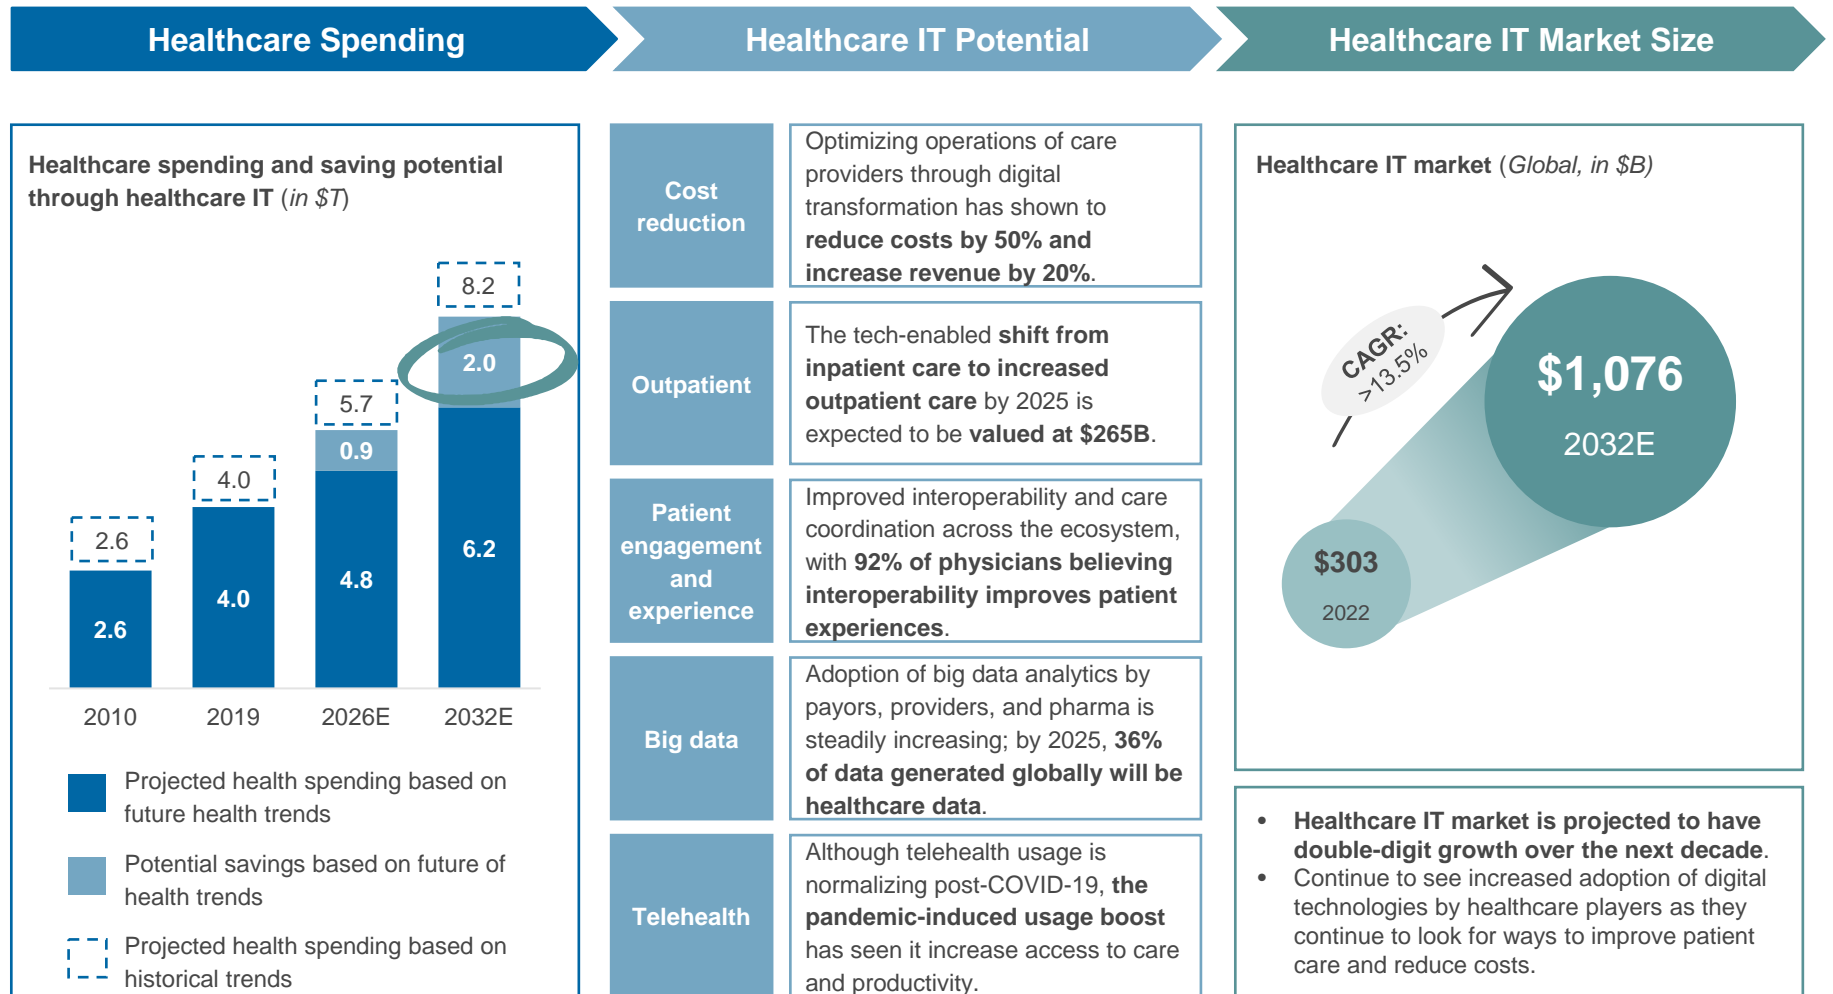 Healthcare Spending
Healthcare IT Potential
Healthcare IT Market Size
Healthcare spending and saving potential
through healthcare IT (in $T)
8.2
2.0
5.7
0.9
4.0
2.6
6.2
4.8
4.0
2.6
2010
2019
2026E
2032E
Projected health spending based on
future health trends
Potential savings based on future of
health trends
Projected health spending based on
historical trends
Cost
reduction
Optimizing operations of care
providers through digital
transformation has shown to
reduce costs by 50% and
increase revenue by 20%.
Outpatient
The tech-enabled shift from
inpatient care to increased
outpatient care by 2025 is
expected to be valued at $265B.
Patient
engagement
and
experience
Improved interoperability and care
coordination across the ecosystem,
with 92% of physicians believing
interoperability improves patient
experiences.
Big data
Adoption of big data analytics by
payors, providers, and pharma is
steadily increasing; by 2025, 36%
of data generated globally will be
healthcare data.
Telehealth
Although telehealth usage is
normalizing post-COVID-19, the
pandemic-induced usage boost
has seen it increase access to care
and productivity.
Healthcare IT market (Global, in $B)
CAGR:
>13.5%
$1,076
2032E
$303
2022
• Healthcare IT market is projected to have
double-digit growth over the next decade.
• Continue to see increased adoption of digital
technologies by healthcare players as they
continue to look for ways to improve patient
care and reduce costs.